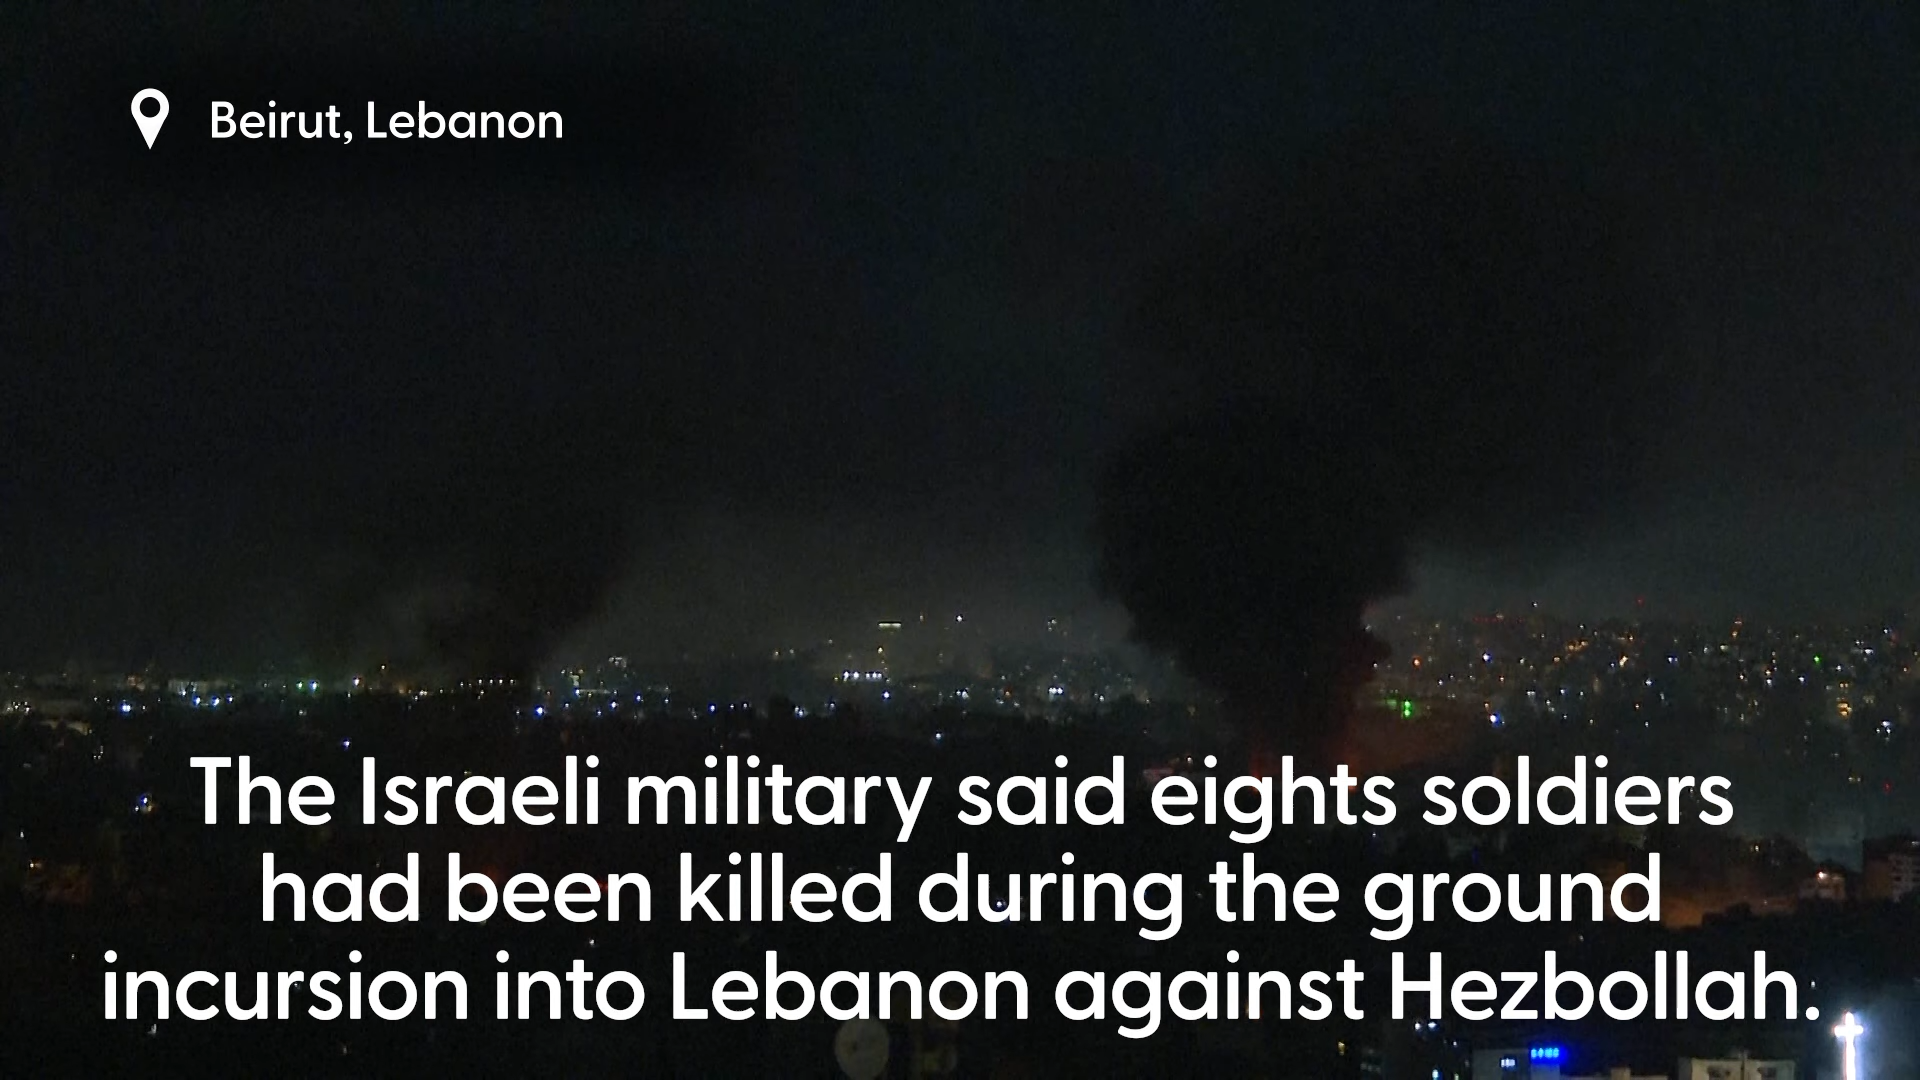 Beirut, Lebanon
The Israeli military said eights soldiers
had been killed during the ground
incursion into Lebanon against Hezbollah.